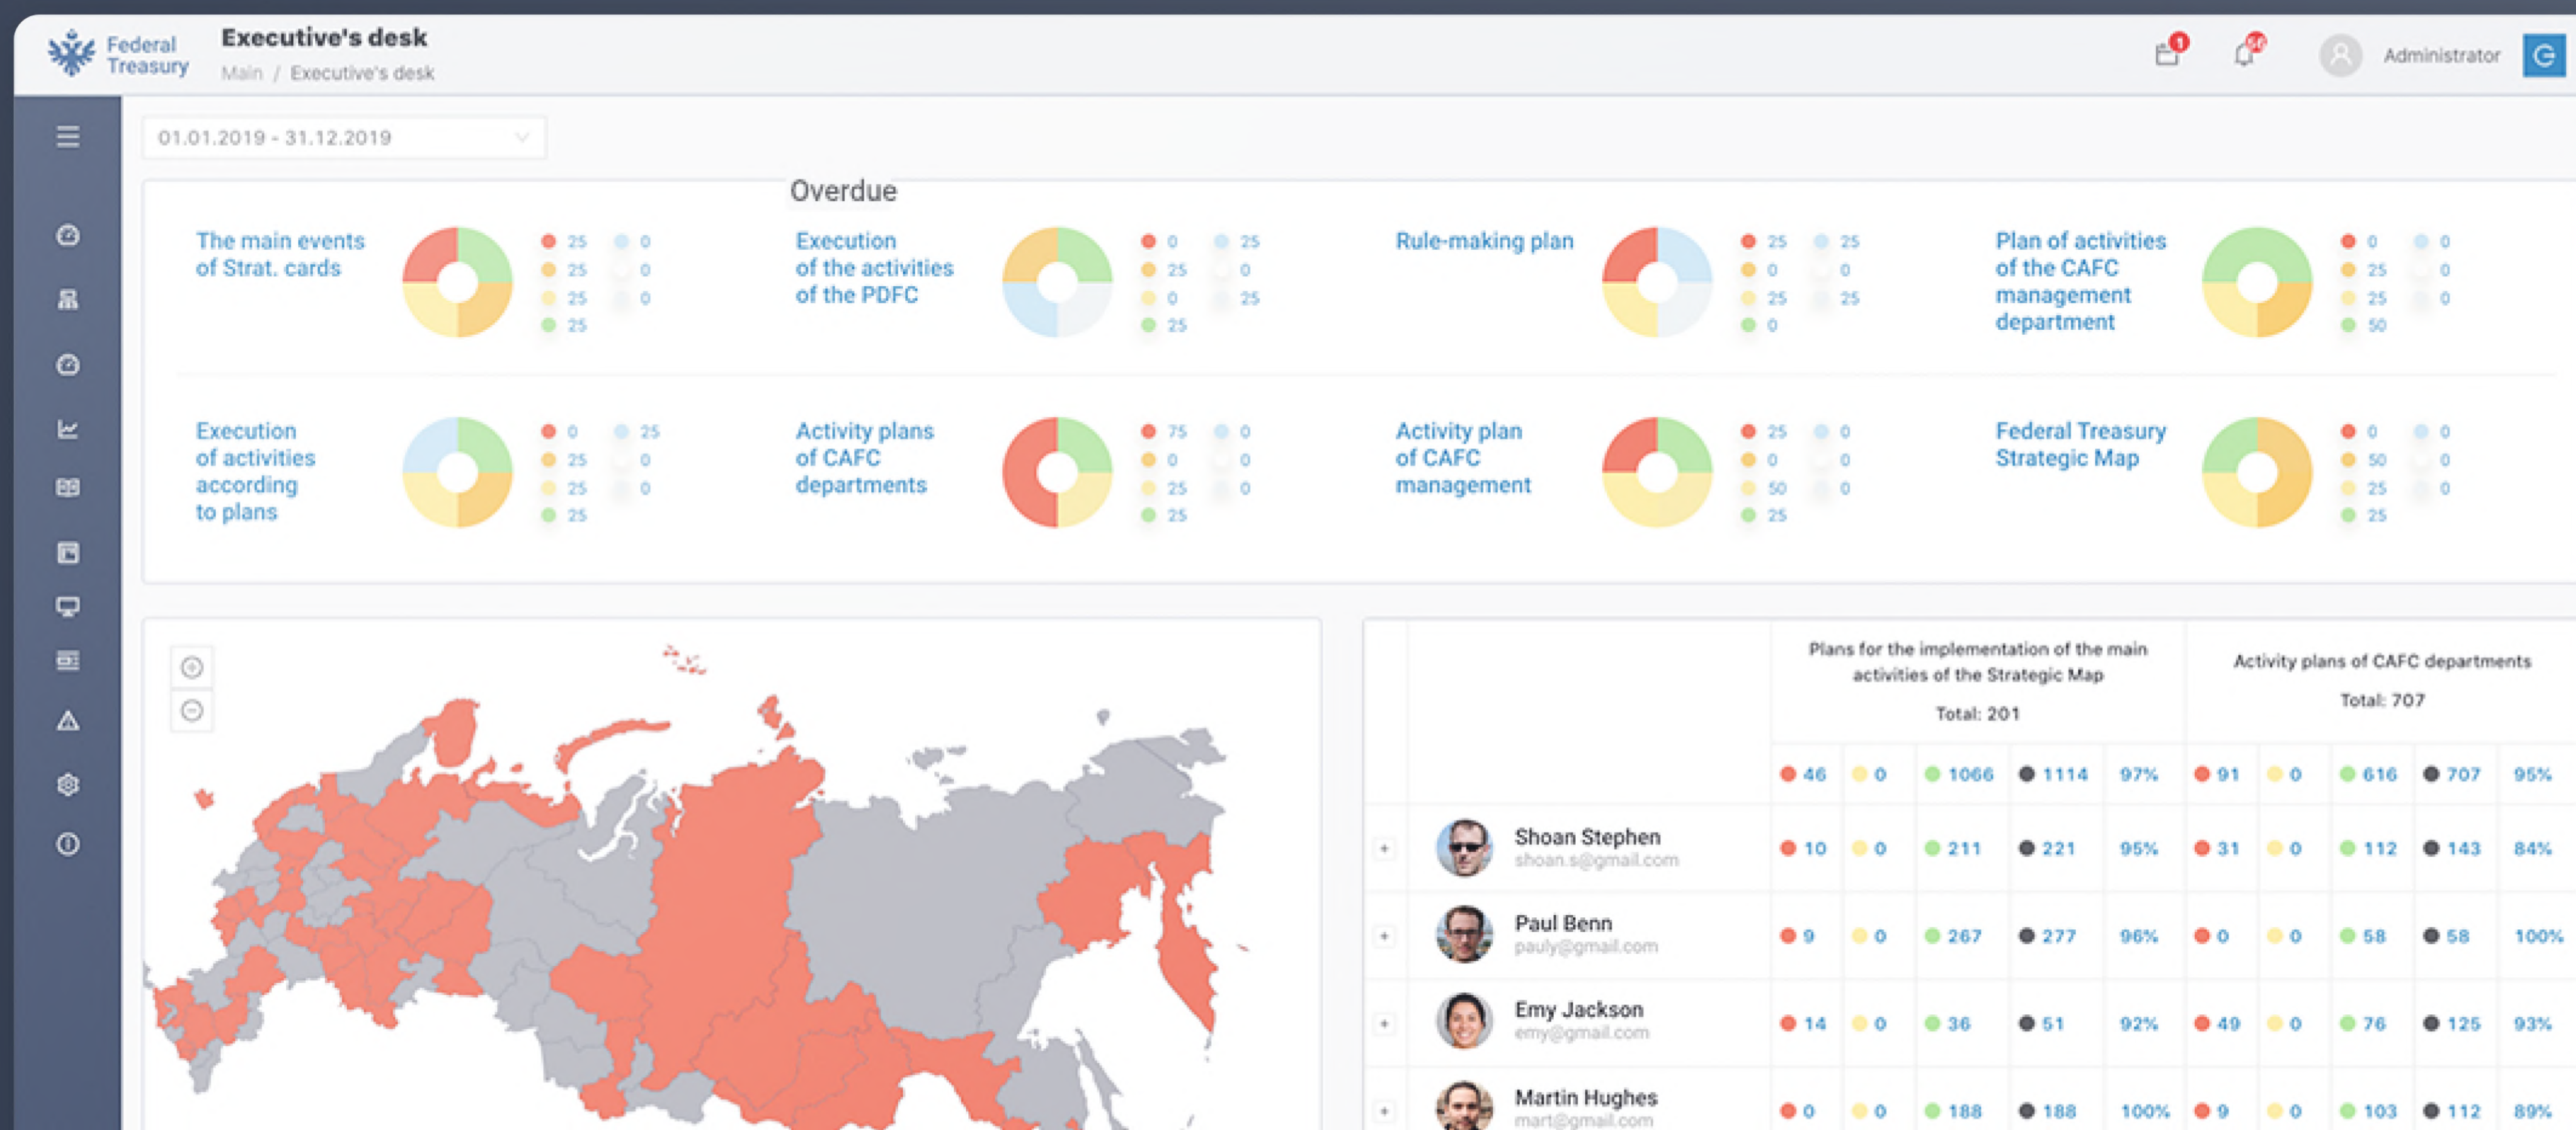 Federal
Treasury
Executive's desk
Main / Executive's desk
1
Administrator
01.01.2019 - 31.12.2019
Overdue
The main events
of Strat. cards
25 0
25 0
25 0
25
Execution
of the activities
of the PDFC
0 25
25 0
0 25
25
Rule-making plan
25 25
0 0
25 25
0
Plan of activities
of the CAFC
management
department
0 0
25 0
25 0
50
Execution
of activities
according
to plans
0 25
25 0
25 0
25
Activity plans
of CAFC
departments
75 0
0 0
25 0
25
Activity plan
of CAFC
management
25 0
0 0
50 0
25
Federal Treasury
Strategic Map
0 0
50 0
25 0
25
Plans for the implementation of the main
activities of the Strategic Map
Total: 201
Activity plans of CAFC departments
Total: 707
46 0 1066 1114 97% 91 0 616 707 95%
Shoan Stephen
shoan.s@gmail.com
10 0 211 221 95% 31 0 112 143 84%
Paul Benn
pauly@gmail.com
9 0 267 277 96% 0 0 58 58 100%
Emy Jackson
emy@gmail.com
14 0 36 51 92% 49 0 76 125 93%
Martin Hughes
mart@gmail.com
0 0 188 188 100% 9 0 103 112 89%